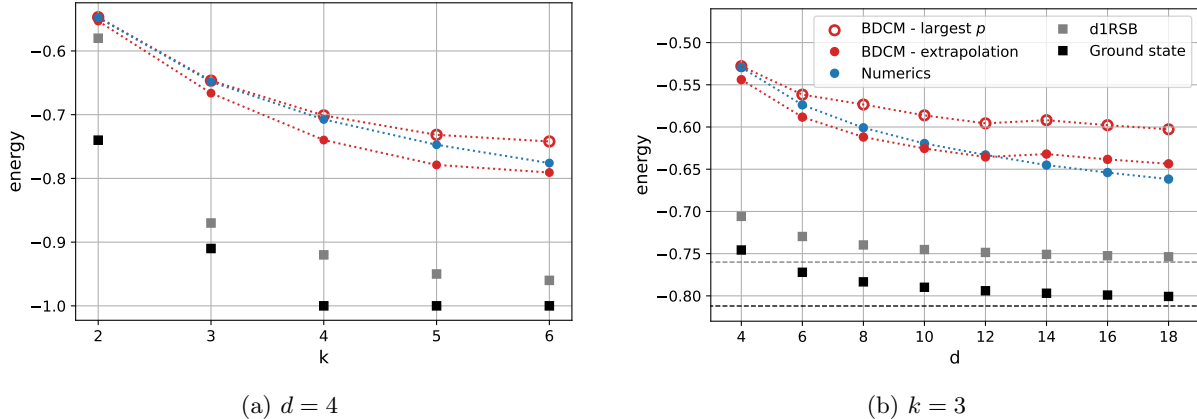 −0.6
−0.7
−0.8
−0.9
−1.0
energy
2
3
4
5
6
k
(a) d = 4
BDCM - largest p
BDCM - extrapolation
Numerics
d1RSB
Ground state
−0.50
−0.55
−0.60
−0.65
−0.70
−0.75
−0.80
energy
4
6
8
10
12
14
16
18
d
(b) k = 3